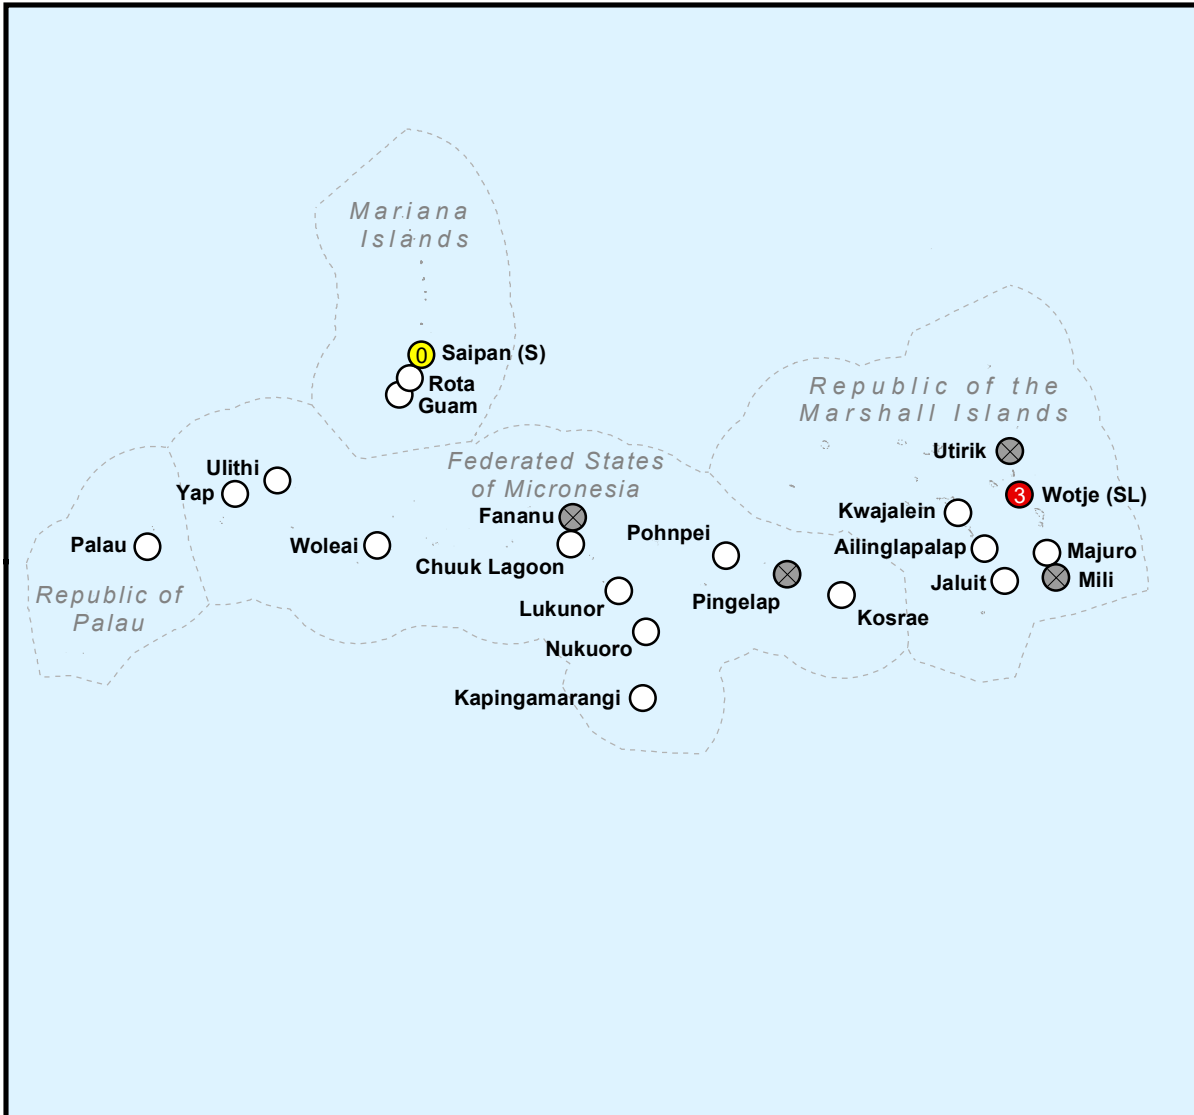 Mariana
Islands
0 Saipan (S)
Rota
Guam
Republic of the
Marshall Islands
Utirik
3 Wotje (SL)
Kwajalein
Ailinglapalap
Majuro
Jaluit
Mili
Federated States
of Micronesia
Fananu
Chuuk Lagoon
Ulithi
Yap
Woleai
Palau
Republic of
Palau
Pohnpei
Pingelap
Kosrae
Lukunor
Nukuoro
Kapingamarangi